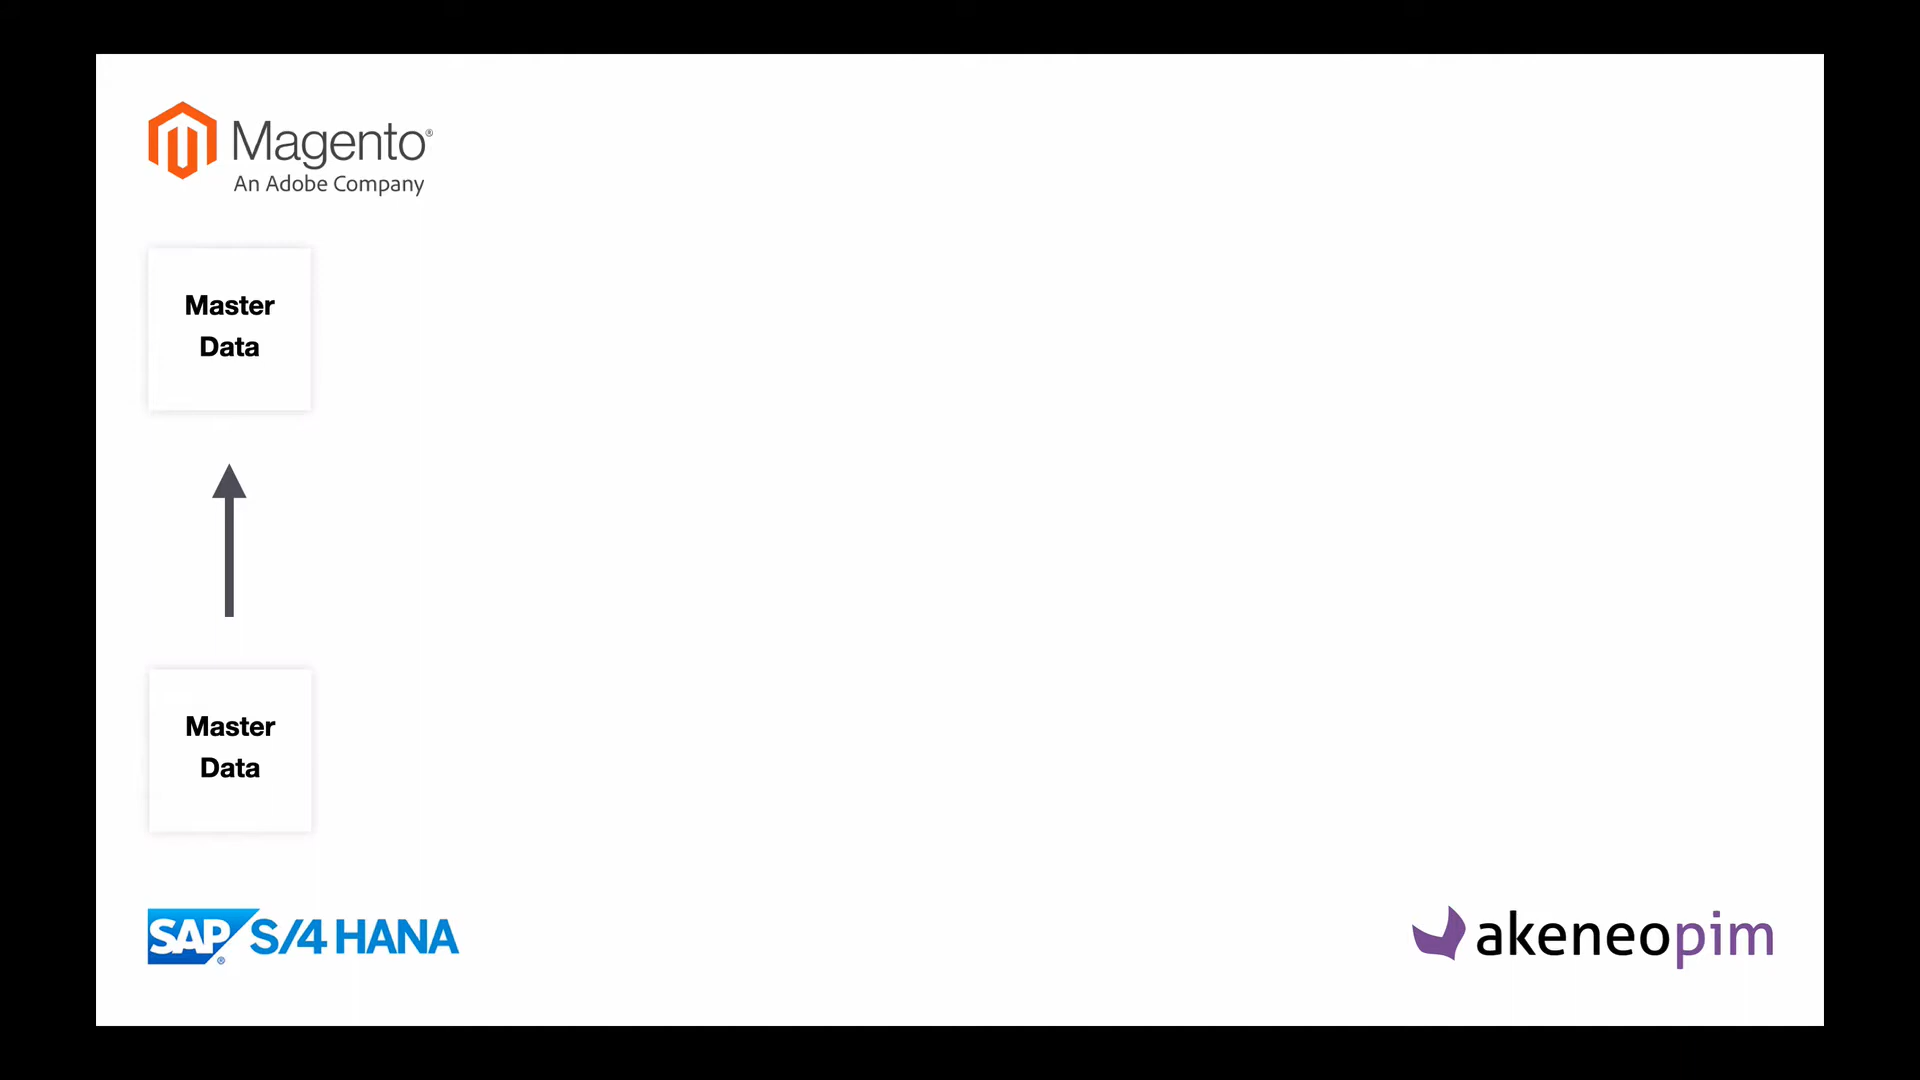 Magento®
An Adobe Company
Master
Data
Master
Data
SAP® S/4 HANA
akeneopim